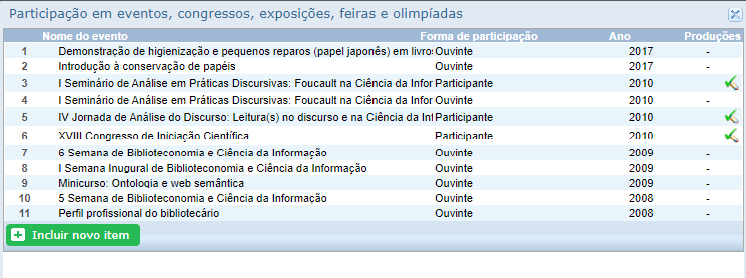 Participação em eventos, congressos, exposições, feiras e olimpíadas
Nome do evento Forma de participação Ano Produções
1 Demonstração de higienização e pequenos reparos (papel japonês) em livros Ouvinte 2017 -
2 Introdução à conservação de papéis Ouvinte 2017 -
3 I Seminário de Análise em Práticas Discursivas: Foucault na Ciência da Infor Participante 2010
4 I Seminário de Análise em Práticas Discursivas: Foucault na Ciência da Infor Ouvinte 2010 -
5 IV Jornada de Análise do Discurso: Leitura(s) no discurso e na Ciência da Inf Participante 2010
6 XVIII Congresso de Iniciação Científica Participante 2010
7 6 Semana de Biblioteconomia e Ciência da Informação Ouvinte 2009 -
8 I Semana Inugural de Biblioteconomia e Ciência da Informação Ouvinte 2009 -
9 Minicurso: Ontologia e web semântica Ouvinte 2009 -
10 5 Semana de Biblioteconomia e Ciência da Informação Ouvinte 2008 -
11 Perfil profissional do bibliotecário Ouvinte 2008 -
Incluir novo item